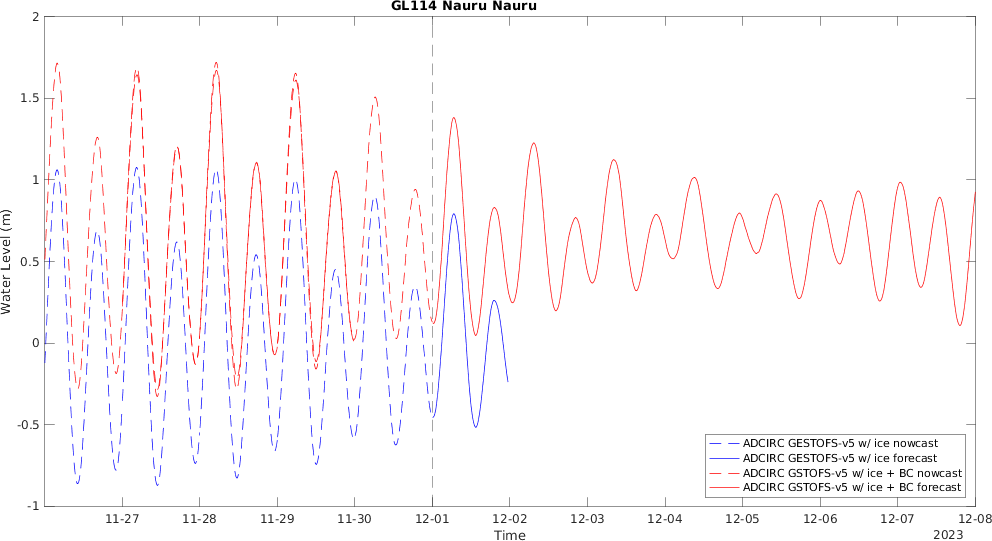 GL114 Nauru Nauru
2
1.5
1
0.5
0
-0.5
-1
Water Level (m)
ADCIRC GESTOFS-v5 w/ ice nowcast
ADCIRC GESTOFS-v5 w/ ice forecast
ADCIRC GSTOFS-v5 w/ ice + BC nowcast
ADCIRC GSTOFS-v5 w/ ice + BC forecast
11-27 11-28 11-29 11-30 12-01 12-02 12-03 12-04 12-05 12-06 12-07 12-08
Time
2023